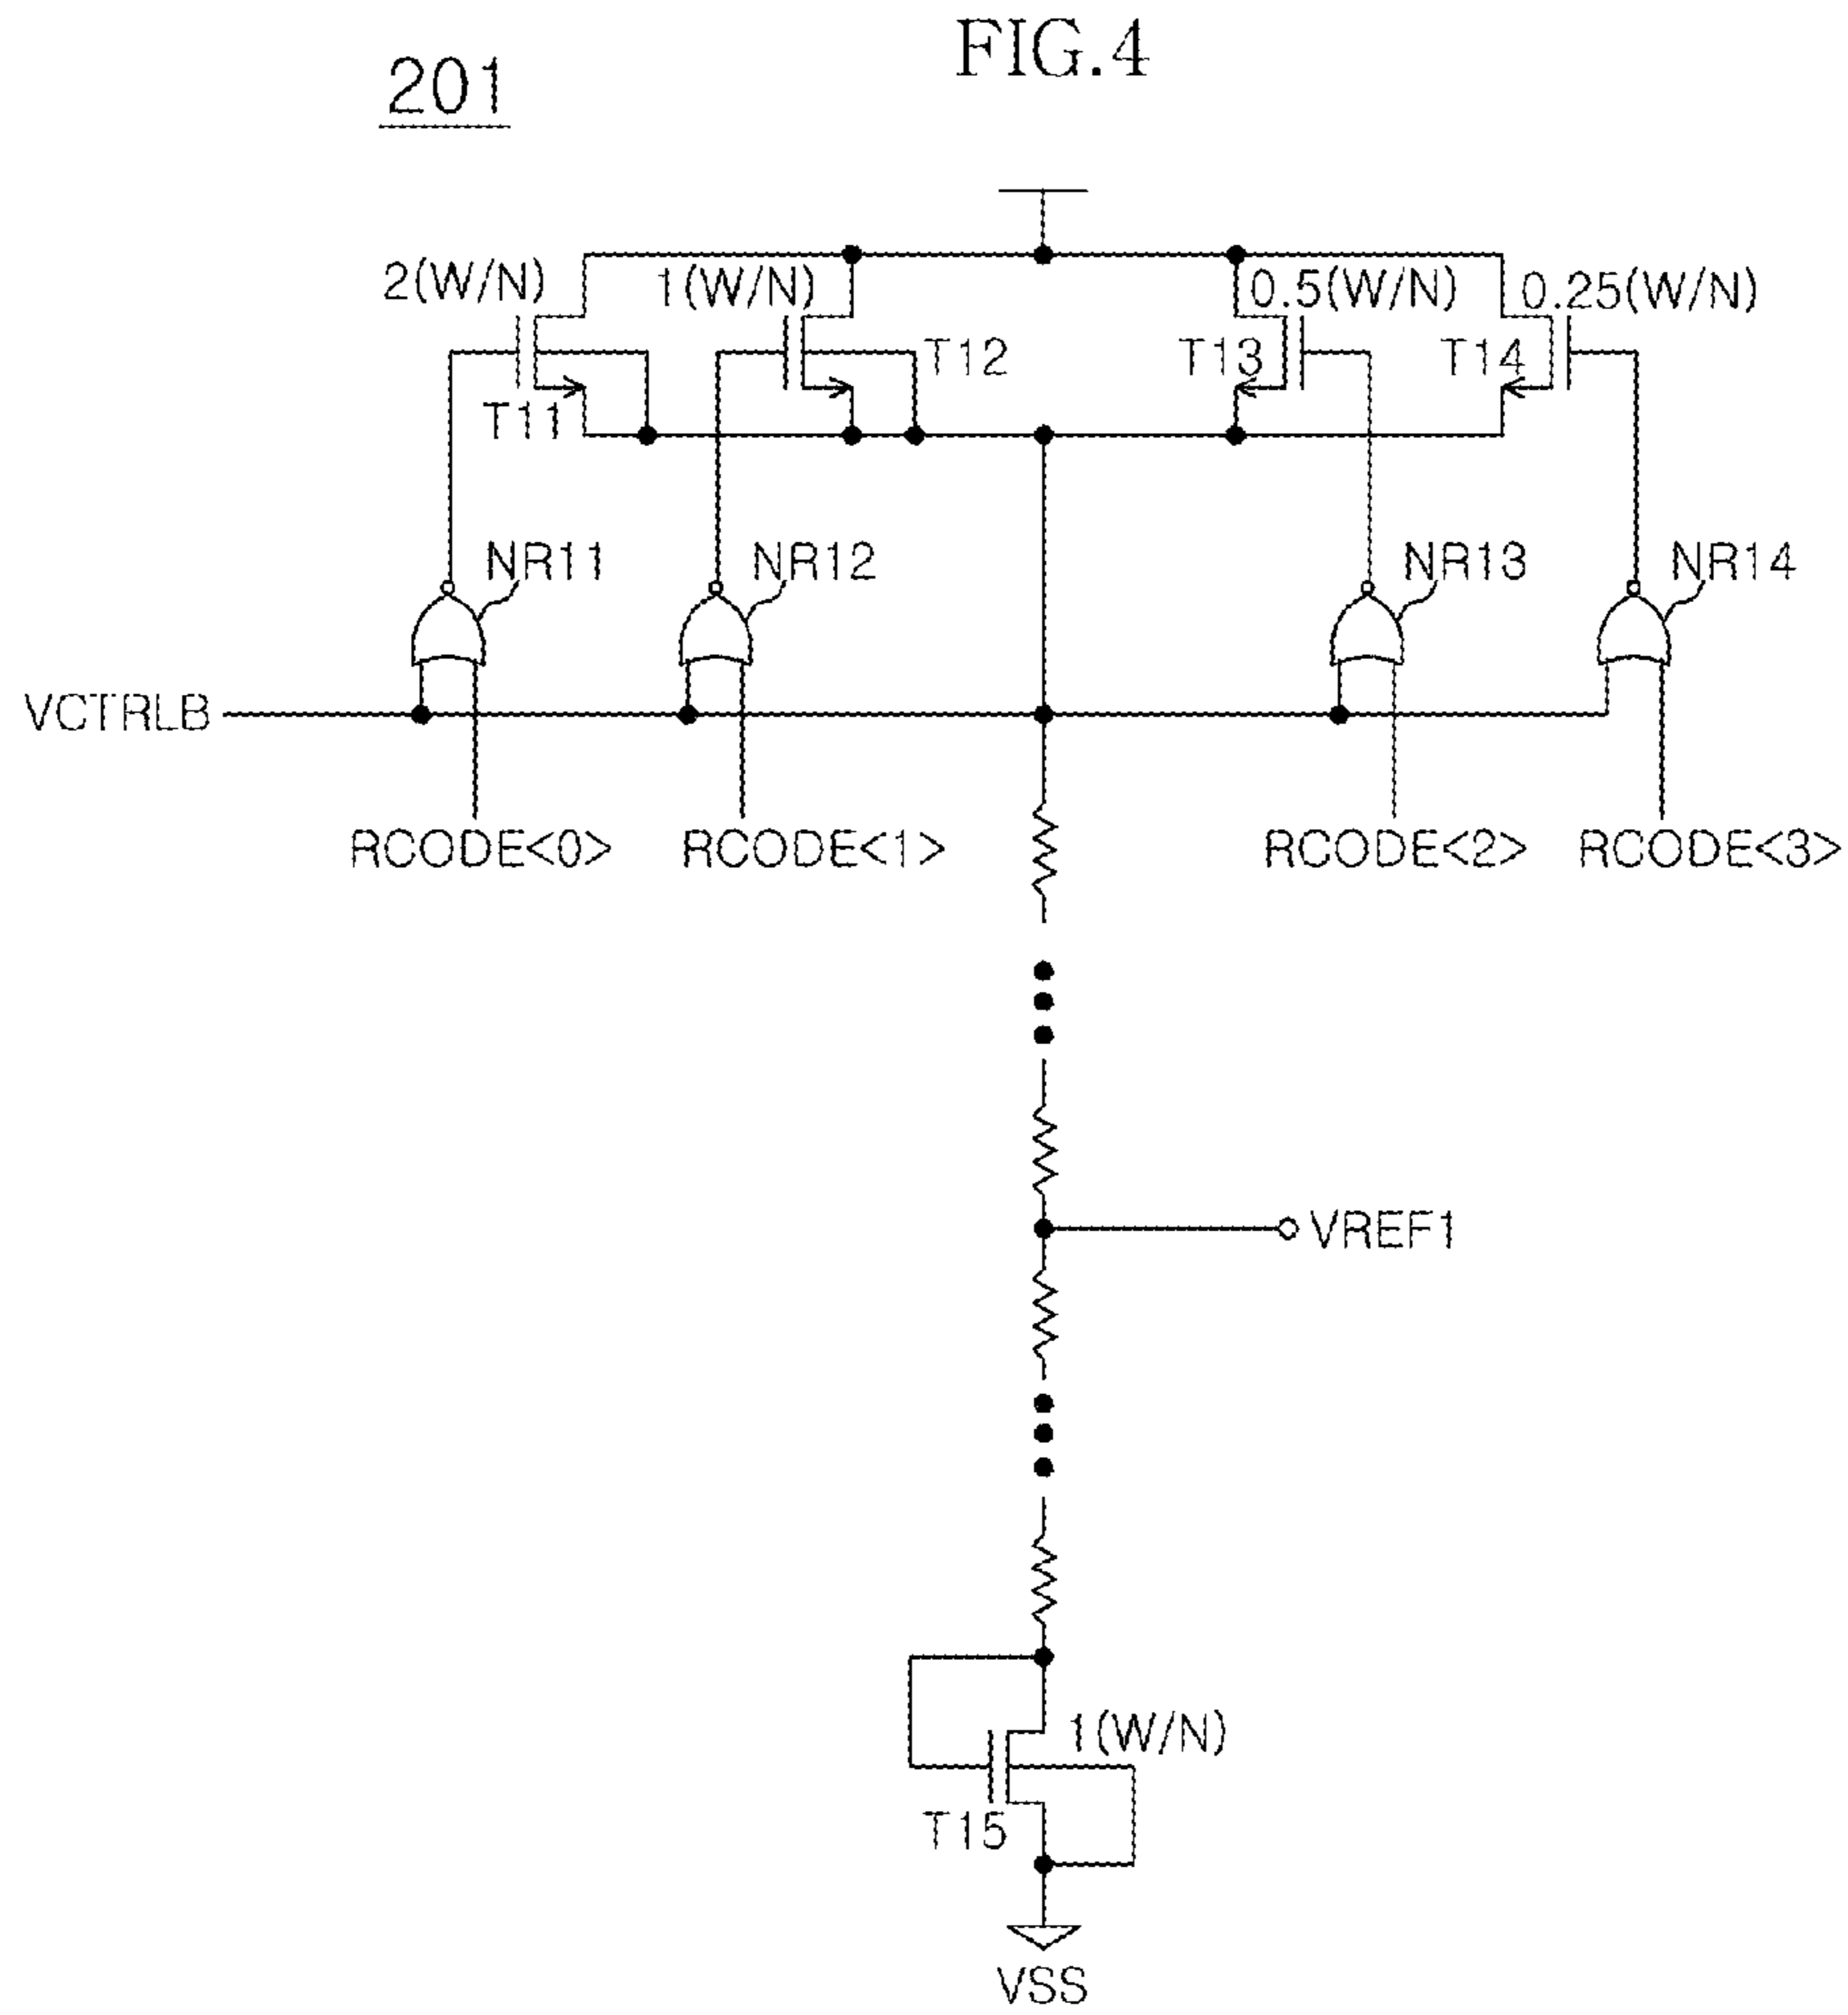 FIG.4
201
2(W/N) 1(W/N) 0.5(W/N) 0.25(W/N)
T11 T12 T13 T14
NR11 NR12 NR13 NR14
VCTRLB
RCODE<0> RCODE<1> RCODE<2> RCODE<3>
VREF1
1(W/N)
T15
VSS